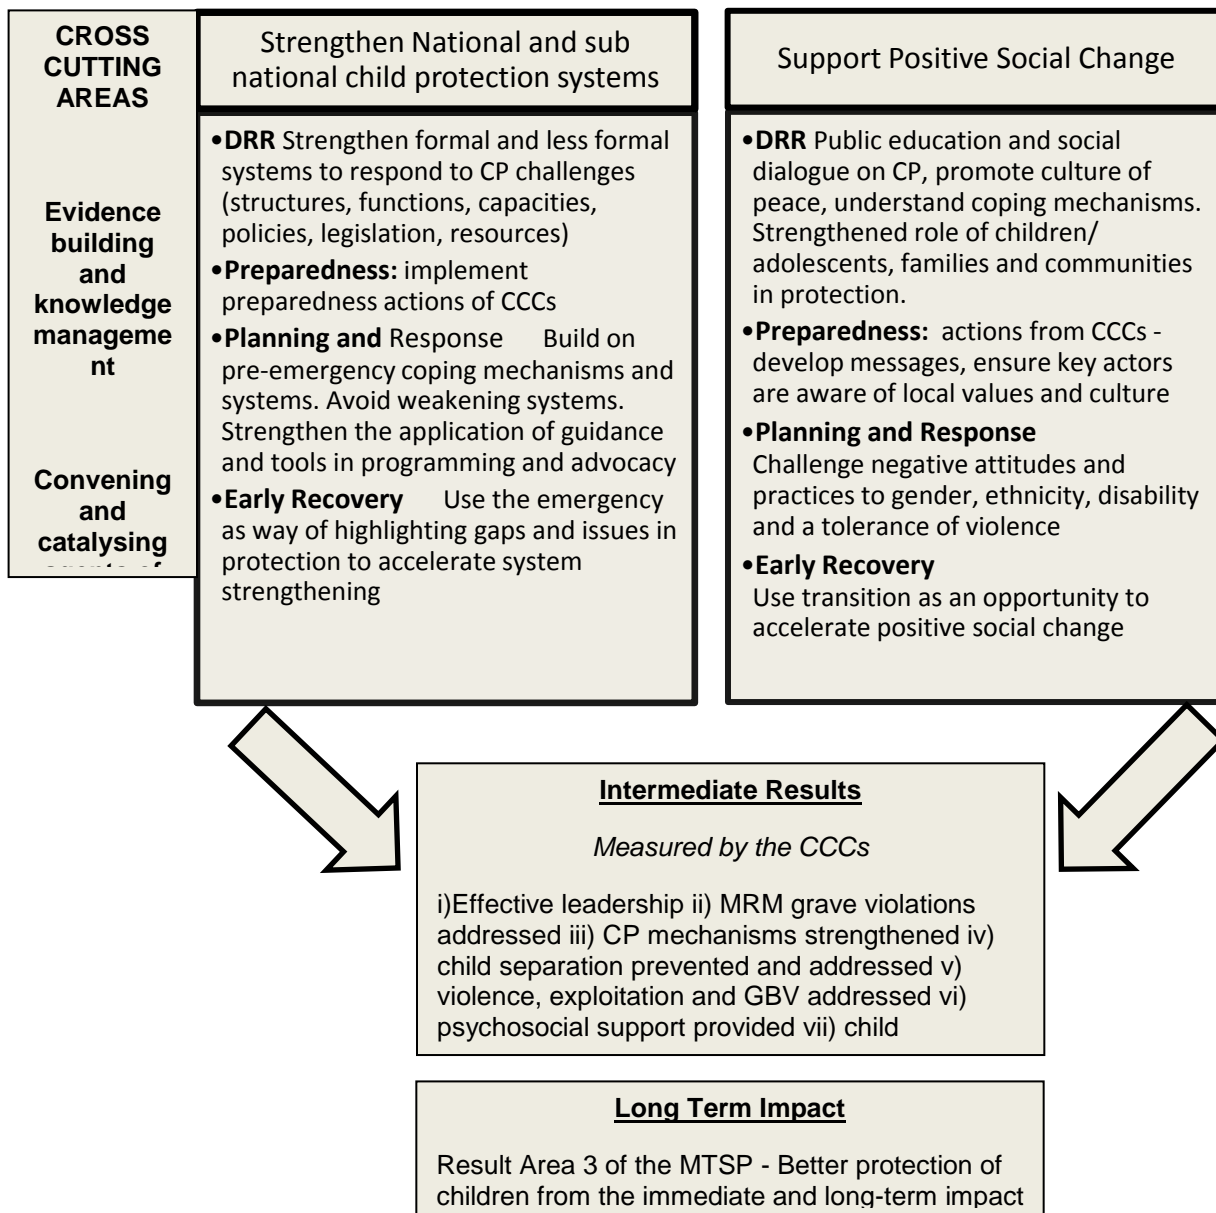 CROSS
CUTTING
AREAS
Evidence
building
and
knowledge
manageme
nt
Convening
and
catalysing
Strengthen National and sub
national child protection systems
•DRR Strengthen formal and less formal
systems to respond to CP challenges
(structures, functions, capacities,
policies, legislation, resources)
•Preparedness: implement
preparedness actions of CCCs
•Planning and Response Build on
pre-emergency coping mechanisms and
systems. Avoid weakening systems.
Strengthen the application of guidance
and tools in programming and advocacy
•Early Recovery Use the emergency
as way of highlighting gaps and issues in
protection to accelerate system
strengthening
Support Positive Social Change
•DRR Public education and social
dialogue on CP, promote culture of
peace, understand coping mechanisms.
Strengthened role of children/
adolescents, families and communities
in protection.
•Preparedness: actions from CCCs -
develop messages, ensure key actors
are aware of local values and culture
•Planning and Response
Challenge negative attitudes and
practices to gender, ethnicity, disability
and a tolerance of violence
•Early Recovery
Use transition as an opportunity to
accelerate positive social change
Intermediate Results
Measured by the CCCs
i)Effective leadership ii) MRM grave violations
addressed iii) CP mechanisms strengthened iv)
child separation prevented and addressed v)
violence, exploitation and GBV addressed vi)
psychosocial support provided vii) child
Long Term Impact
Result Area 3 of the MTSP - Better protection of
children from the immediate and long-term impact